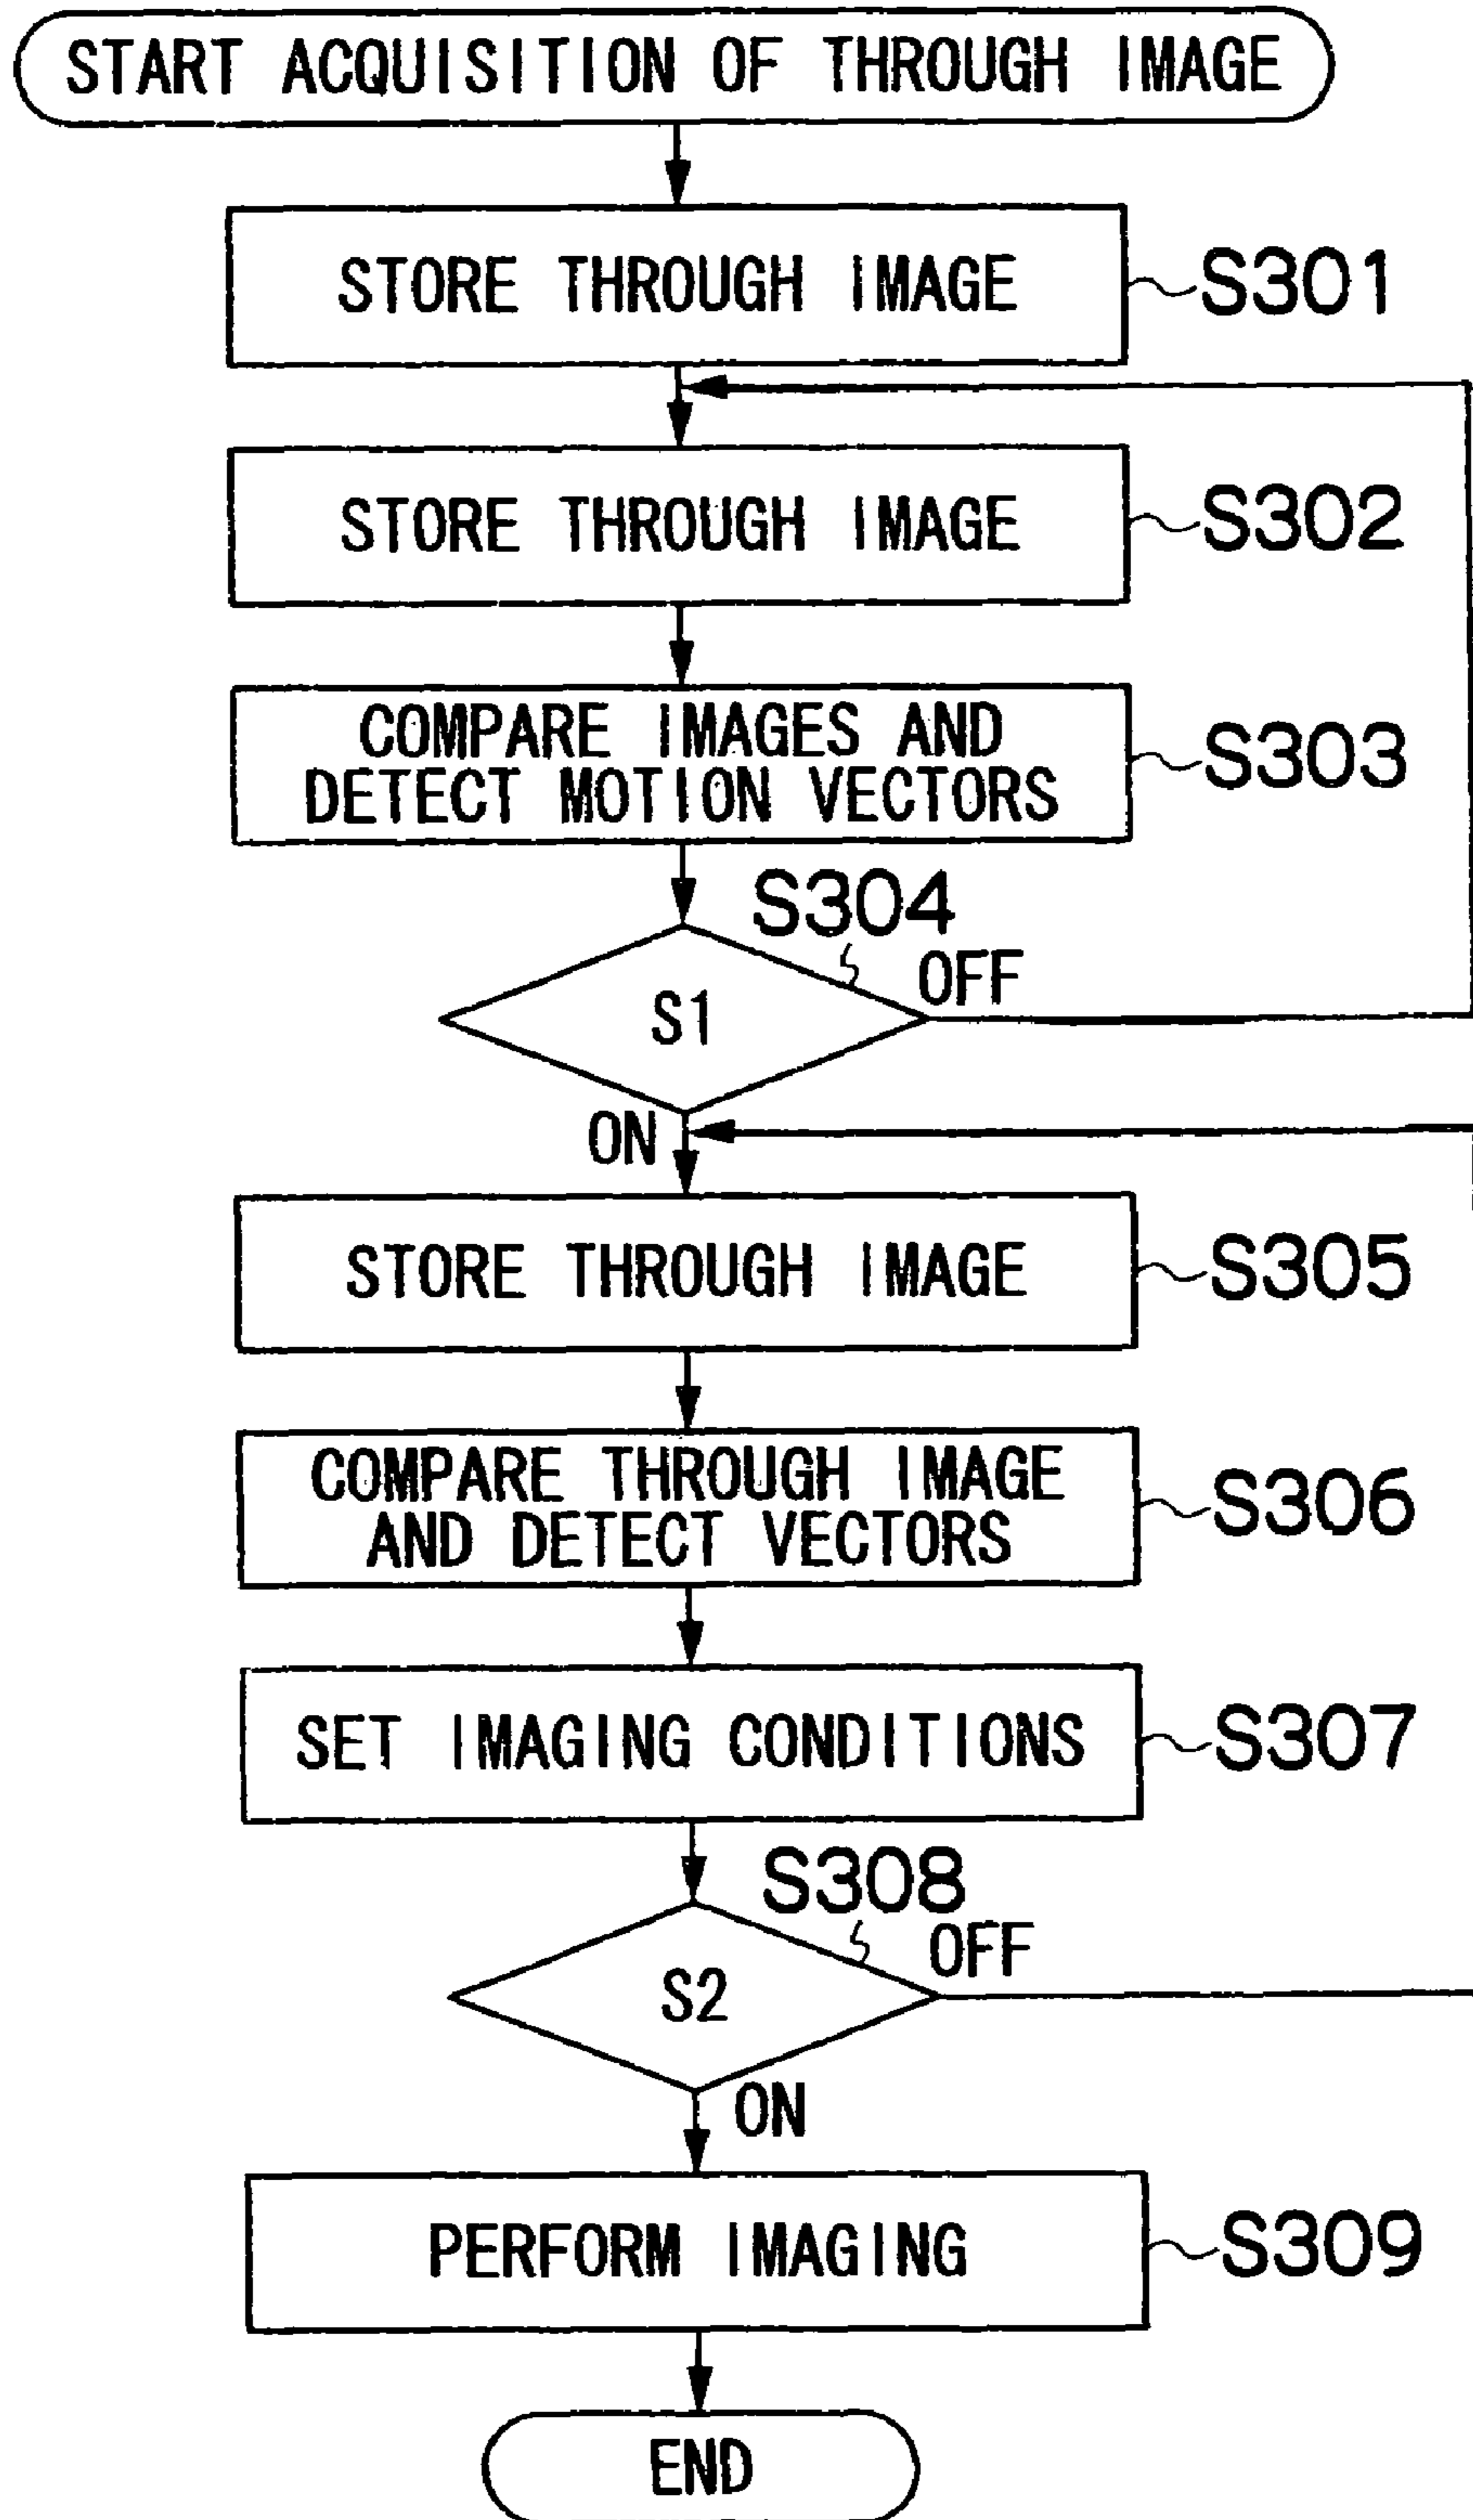 START ACQUISITION OF THROUGH IMAGE
STORE THROUGH IMAGE
S301
STORE THROUGH IMAGE
S302
COMPARE IMAGES AND
DETECT MOTION VECTORS
S303
S304
OFF
S1
ON
STORE THROUGH IMAGE
S305
COMPARE THROUGH IMAGE
AND DETECT VECTORS
S306
SET IMAGING CONDITIONS
S307
S308
OFF
S2
ON
PERFORM IMAGING
S309
END